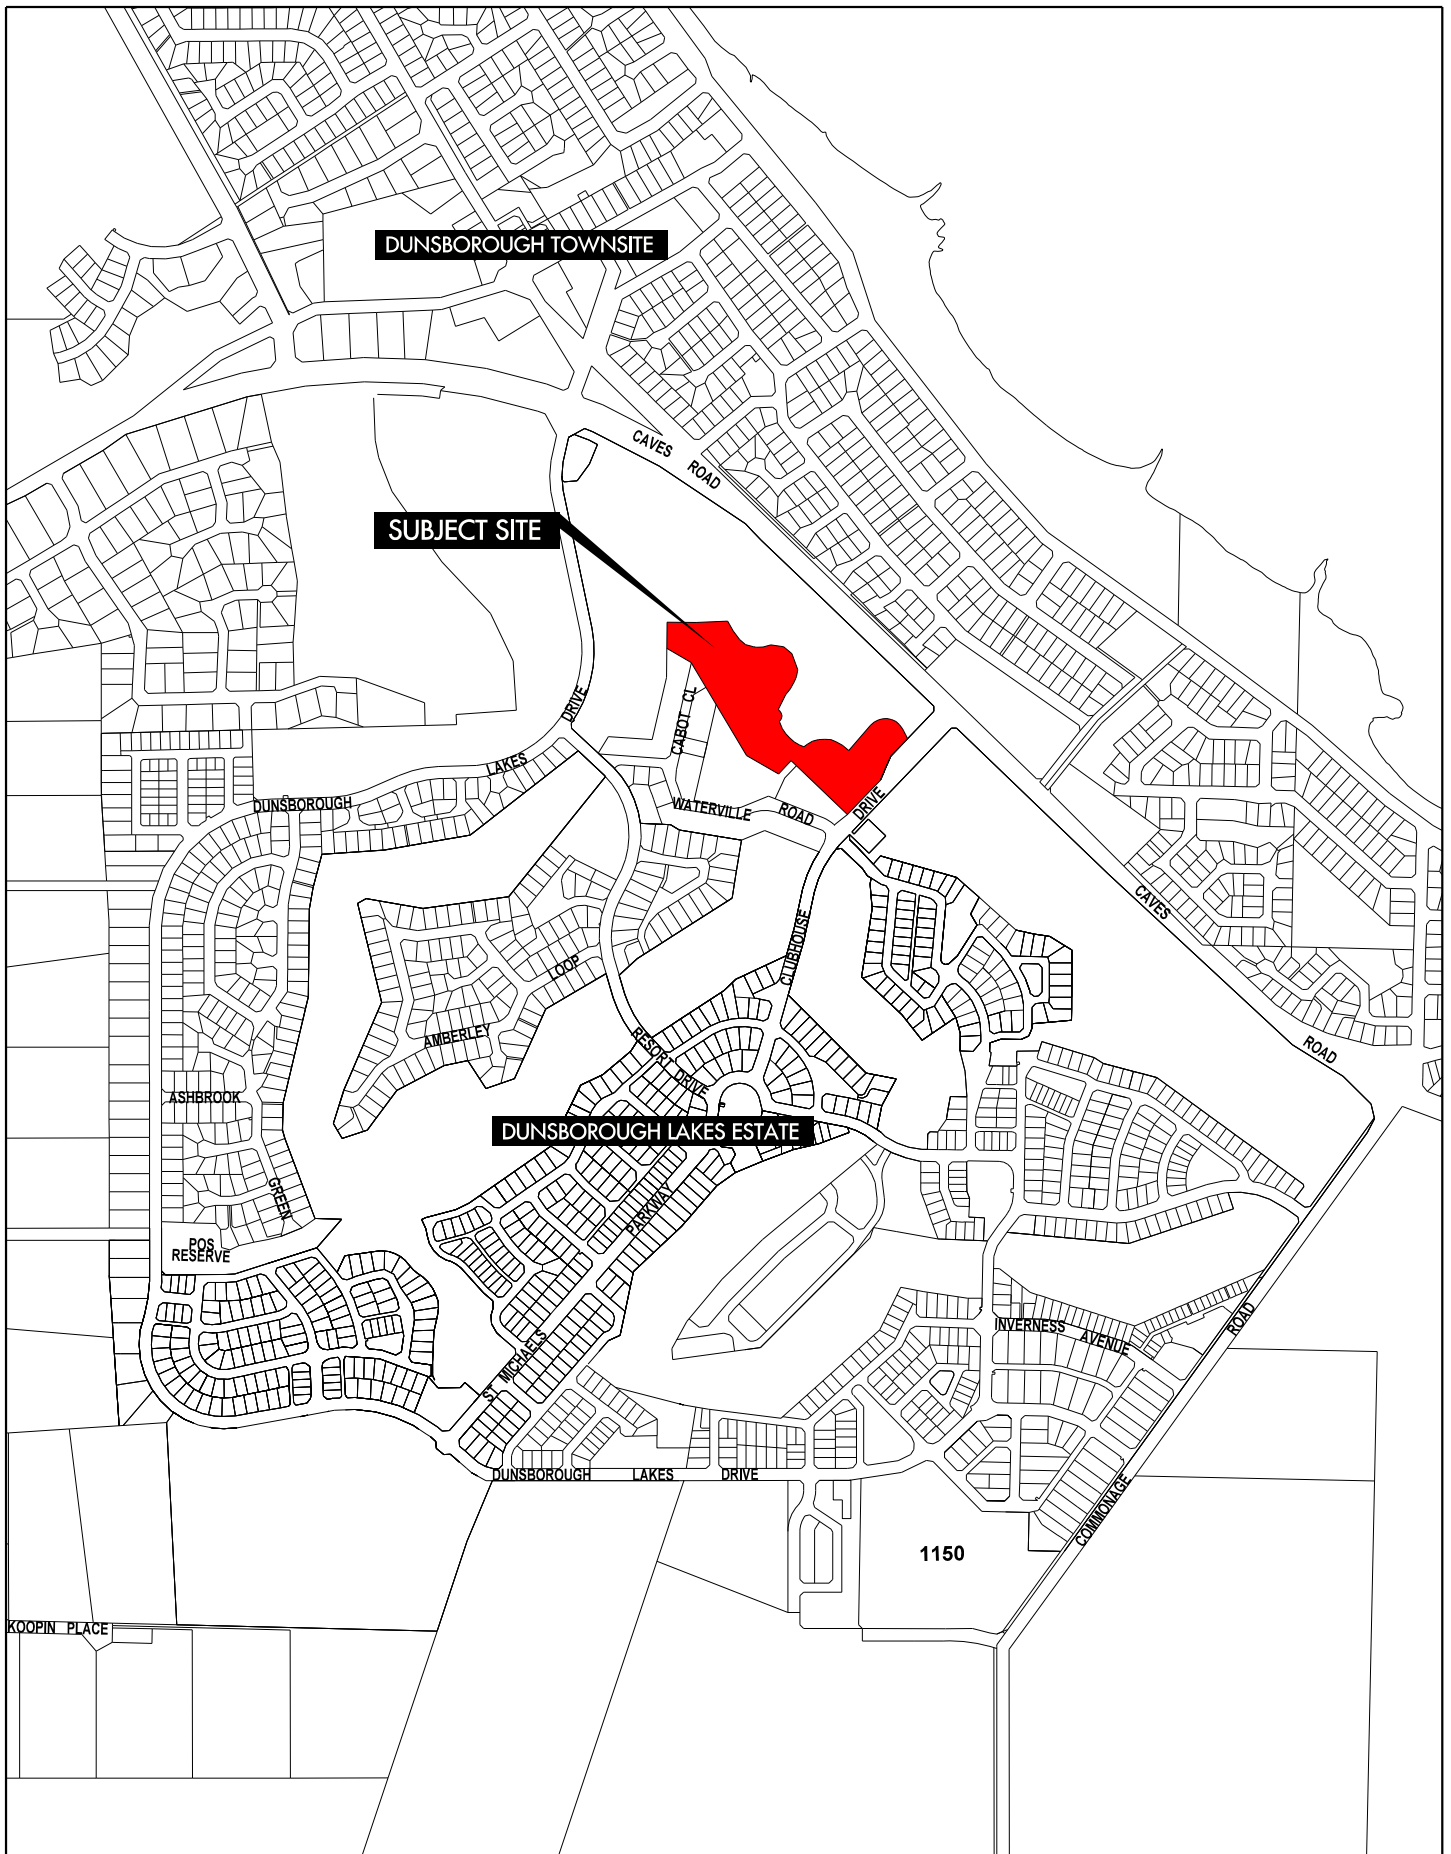 DUNSBOROUGH TOWNSITE
CAVES ROAD
SUBJECT SITE
DRIVE
CABOT CL
LAKES
DUNSBOROUGH
WATERVILLE ROAD
DRIVE
CAVES
CLUBHOUSE
LOOP
AMBERLEY
RESORT DRIVE
ROAD
ASHBROOK
DUNSBOROUGH LAKES ESTATE
GREEN
PARKWAY
POS
RESERVE
INVERNESS AVENUE
ROAD
ST MICHAELS
DUNSBOROUGH LAKES DRIVE
COMMONAGE
1150
KOOPIN PLACE